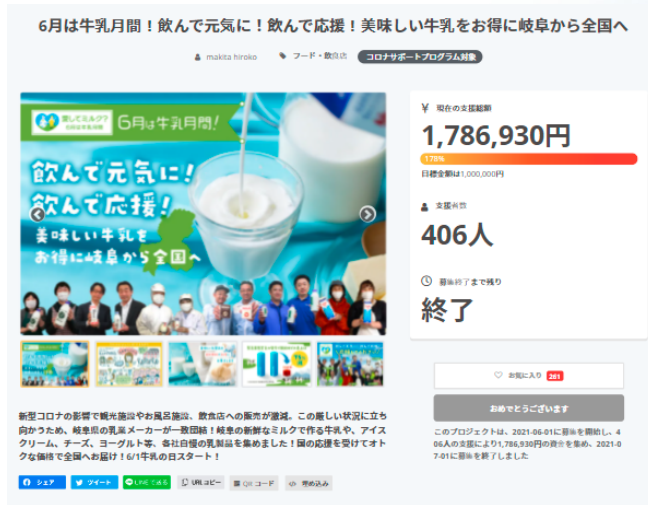 6月は牛乳月間！飲んで元気に！飲んで応援！美味しい牛乳をお得に岐阜から全国へ
makita hiroko
フード・飲食店
コロナサポートプログラム対象
愛してミルク？
6月は牛乳月間!
飲んで元気に!
飲んで応援!
美味しい牛乳を
お得に岐阜から全国へ
¥ 現在の支援総額
1,786,930円
178%
目標金額は1,000,000円
支援者数
406人
募集終了まで残り
終了
お気に入り
おめでとうございます
このプロジェクトは、2021-06-01に募集を開始し、4
06人の支援により1,786,930円の資金を集め、2021-0
7-01に募集を終了しました
新型コロナの影響で観光施設やお風呂施設、飲食店への販売が激減。この厳しい状況に立ち
向かうため、岐阜県の乳業メーカーが一致団結！岐阜の新鮮なミルクで作る牛乳や、アイス
クリーム、チーズ、ヨーグルト等、各社自慢の乳製品を集めました！国の応援を受けてオト
クな価格で全国へお届け！6/1牛乳の日スタート！
シェア
ツイート
LINEで送る
URLコピー
QRコード
埋め込み